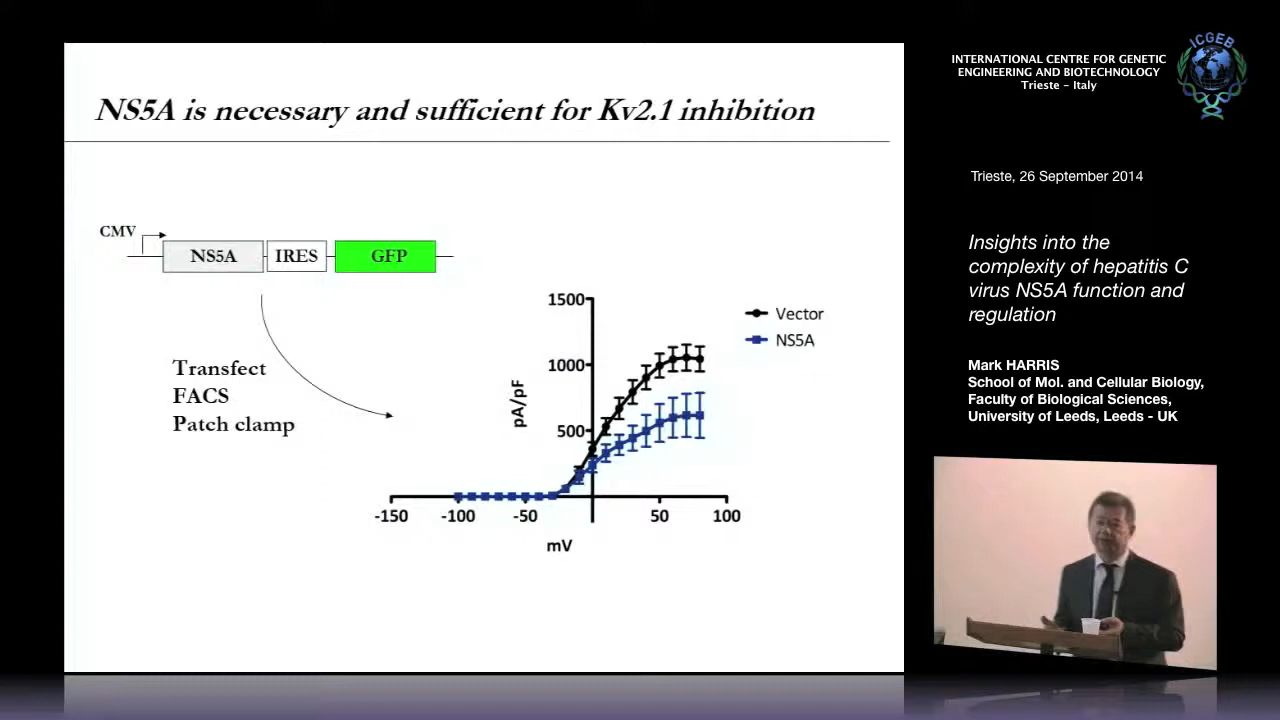 NS5A is necessary and sufficient for Kv2.1 inhibition
CMV
NS5A
IRES
GFP
Transfect
FACS
Patch clamp
1500
1000
500
pA/pF
-150
-100
-50
0
50
100
mV
Vector
NS5A
INTERNATIONAL CENTRE FOR GENETIC
ENGINEERING AND BIOTECHNOLOGY
Trieste - Italy
ICGEB
Trieste, 26 September 2014
Insights into the
complexity of hepatitis C
virus NS5A function and
regulation
Mark HARRIS
School of Mol. and Cellular Biology,
Faculty of Biological Sciences,
University of Leeds, Leeds - UK